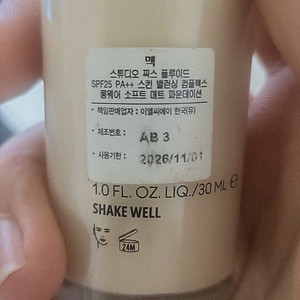 맥
스튜디오 픽스 플루이드
SPF25 PA++ 스킨 밸런싱 컴플렉스
롱웨어 소프트 매트 파운데이션
• 책임판매업자 : 이엘씨에이 한국(유)
• 제조번호 : AB 3
• 사용기한 : 2026/11/01
1.0 FL. OZ. LIQ./30 ML e
SHAKE WELL
24M